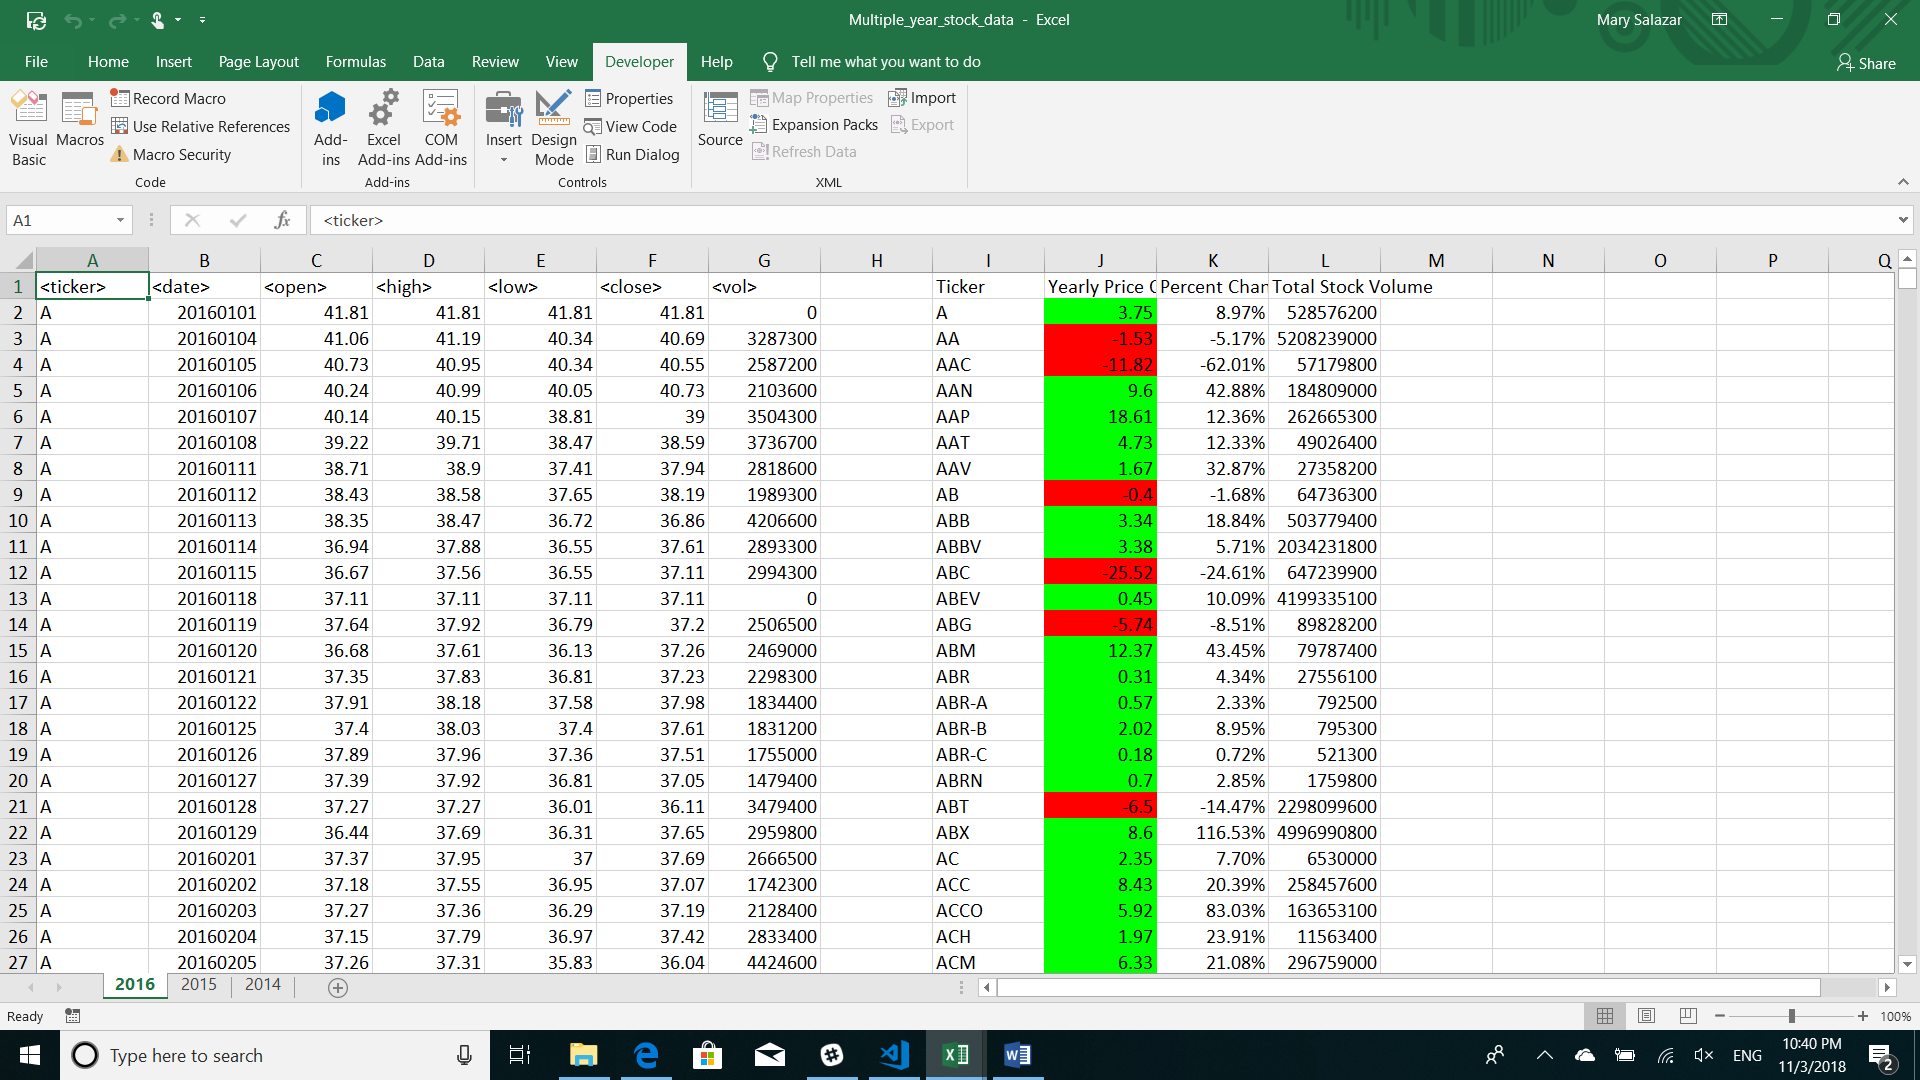 Multiple_year_stock_data - Excel
Mary Salazar
File Home Insert Page Layout Formulas Data Review View Developer Help Tell me what you want to do Share
Visual Basic
Macros
Record Macro
Use Relative References
Macro Security
Code
Add-ins
Excel Add-ins
COM Add-ins
Add-ins
Insert
Design Mode
Properties
View Code
Run Dialog
Controls
Source
Map Properties
Expansion Packs
Refresh Data
Import
Export
XML
A1 fx <ticker>
A B C D E F G H I J K L M N O P Q
1 <ticker> <date> <open> <high> <low> <close> <vol> Ticker Yearly Price C Percent Chan Total Stock Volume
2 A 20160101 41.81 41.81 41.81 41.81 0 A 3.75 8.97% 528576200
3 A 20160104 41.06 41.19 40.34 40.69 3287300 AA -1.53 -5.17% 5208239000
4 A 20160105 40.73 40.95 40.34 40.55 2587200 AAC -11.82 -62.01% 57179800
5 A 20160106 40.24 40.99 40.05 40.73 2103600 AAN 9.6 42.88% 184809000
6 A 20160107 40.14 40.15 38.81 39 3504300 AAP 18.61 12.36% 262665300
7 A 20160108 39.22 39.71 38.47 38.59 3736700 AAT 4.73 12.33% 49026400
8 A 20160111 38.71 38.9 37.41 37.94 2818600 AAV 1.67 32.87% 27358200
9 A 20160112 38.43 38.58 37.65 38.19 1989300 AB -0.4 -1.68% 64736300
10 A 20160113 38.35 38.47 36.72 36.86 4206600 ABB 3.34 18.84% 503779400
11 A 20160114 36.94 37.88 36.55 37.61 2893300 ABBV 3.38 5.71% 2034231800
12 A 20160115 36.67 37.56 36.55 37.11 2994300 ABC -25.52 -24.61% 647239900
13 A 20160118 37.11 37.11 37.11 37.11 0 ABEV 0.45 10.09% 4199335100
14 A 20160119 37.64 37.92 36.79 37.2 2506500 ABG -5.74 -8.51% 89828200
15 A 20160120 36.68 37.61 36.13 37.26 2469000 ABM 12.37 43.45% 79787400
16 A 20160121 37.35 37.83 36.81 37.23 2298300 ABR 0.31 4.34% 27556100
17 A 20160122 37.91 38.18 37.58 37.98 1834400 ABR-A 0.57 2.33% 792500
18 A 20160125 37.4 38.03 37.4 37.61 1831200 ABR-B 2.02 8.95% 795300
19 A 20160126 37.89 37.96 37.36 37.51 1755000 ABR-C 0.18 0.72% 521300
20 A 20160127 37.39 37.92 36.81 37.05 1479400 ABRN 0.7 2.85% 1759800
21 A 20160128 37.27 37.27 36.01 36.11 3479400 ABT -6.5 -14.47% 2298099600
22 A 20160129 36.44 37.69 36.31 37.65 2959800 ABX 8.6 116.53% 4996990800
23 A 20160201 37.37 37.95 37 37.69 2666500 AC 2.35 7.70% 6530000
24 A 20160202 37.18 37.55 36.95 37.07 1742300 ACC 8.43 20.39% 258457600
25 A 20160203 37.27 37.36 36.29 37.19 2128400 ACCO 5.92 83.03% 163653100
26 A 20160204 37.15 37.79 36.97 37.42 2833400 ACH 1.97 23.91% 11563400
27 A 20160205 37.26 37.31 35.83 36.04 4424600 ACM 6.33 21.08% 296759000
2016 2015 2014
Ready 100%
Type here to search
ENG
10:40 PM
11/3/2018
2